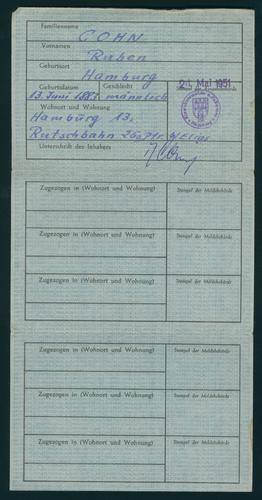 Familienname
COHN
Vornamen
Ruben
Geburtsort
Hamburg
Geburtsdatum Geschlecht
13. Juni männlich
21. Mai 1951
Wohnort und Wohnung
Hamburg 13,
Rutschbahn
Unterschrift des Inhabers
Zugezogen in (Wohnort und Wohnung) Stempel der Meldebehörde
Zugezogen in (Wohnort und Wohnung) Stempel der Meldebehörde
Zugezogen in (Wohnort und Wohnung) Stempel der Meldebehörde
Zugezogen in (Wohnort und Wohnung) Stempel der Meldebehörde
Zugezogen in (Wohnort und Wohnung) Stempel der Meldebehörde
Zugezogen in (Wohnort und Wohnung) Stempel der Meldebehörde